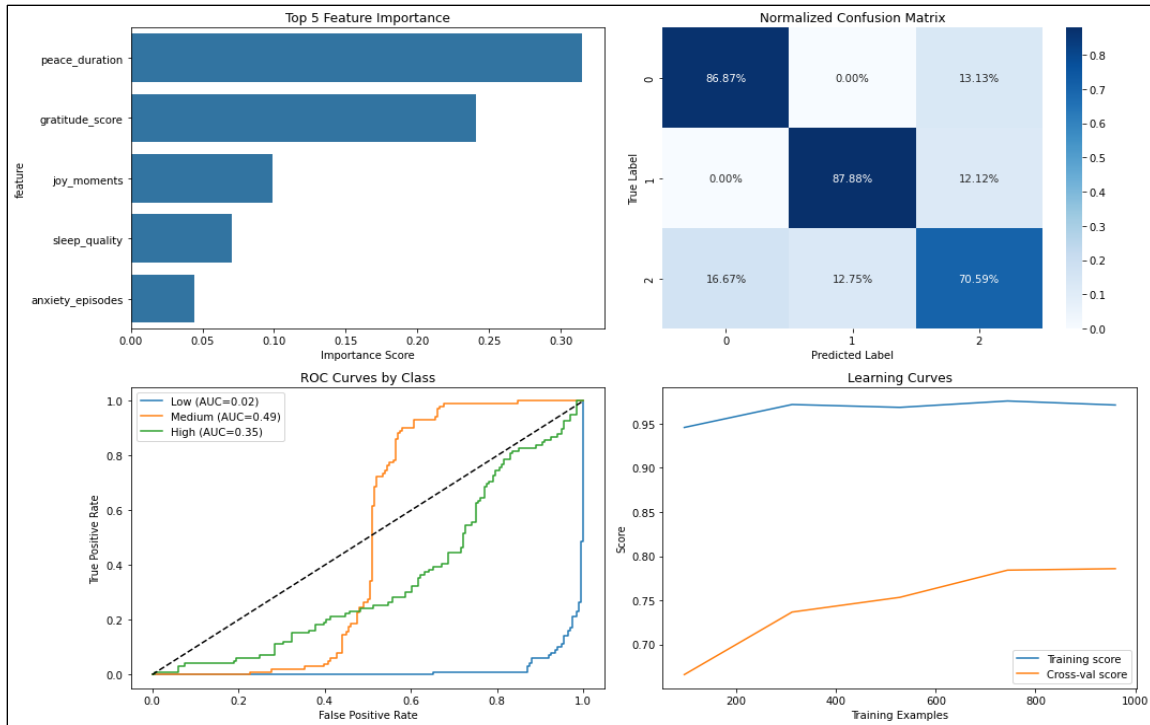 Top 5 Feature Importance
feature
peace_duration
gratitude_score
joy_moments
sleep_quality
anxiety_episodes
0.00 0.05 0.10 0.15 0.20 0.25 0.30
Importance Score
Normalized Confusion Matrix
True Label
0
86.87% 0.00% 13.13%
1
0.00% 87.88% 12.12%
2
16.67% 12.75% 70.59%
0 1 2
Predicted Label
0.8
0.7
0.6
0.5
0.4
0.3
0.2
0.1
0.0
ROC Curves by Class
Low (AUC=0.02)
Medium (AUC=0.49)
High (AUC=0.35)
True Positive Rate
1.0
0.8
0.6
0.4
0.2
0.0
0.0 0.2 0.4 0.6 0.8 1.0
False Positive Rate
Learning Curves
Score
0.95
0.90
0.85
0.80
0.75
0.70
Training score
Cross-val score
200 400 600 800 1000
Training Examples